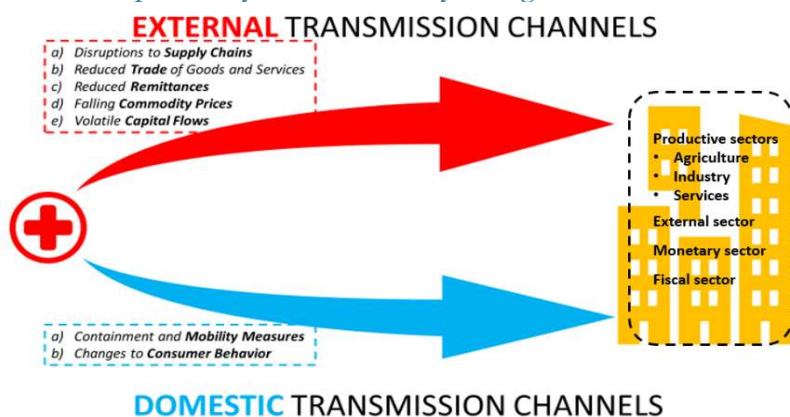 EXTERNAL TRANSMISSION CHANNELS
a) Disruptions to Supply Chains
b) Reduced Trade of Goods and Services
c) Reduced Remittances
d) Falling Commodity Prices
e) Volatile Capital Flows
Productive sectors
• Agriculture
• Industry
• Services
External sector
Monetary sector
Fiscal sector
a) Containment and Mobility Measures
b) Changes to Consumer Behavior
DOMESTIC TRANSMISSION CHANNELS